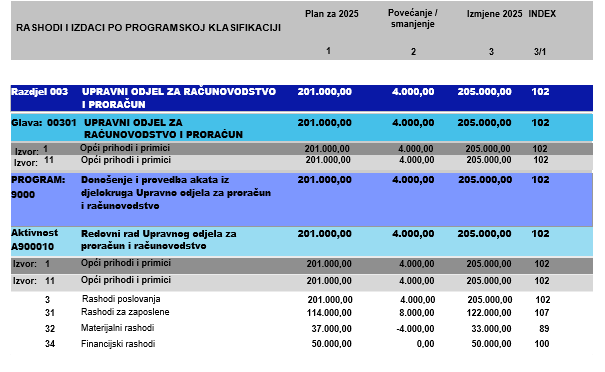 Plan za 2025 Povećanje / smanjenje Izmjene 2025 INDEX
RASHODI I IZDACI PO PROGRAMSKOJ KLASIFIKACIJI
1 2 3 3/1
Razdjel 003 UPRAVNI ODJEL ZA RAČUNOVODSTVO 201.000,00 4.000,00 205.000,00 102
I PRORAČUN
Glava: 00301 UPRAVNI ODJEL ZA 201.000,00 4.000,00 205.000,00 102
RAČUNOVODSTVO I PRORAČUN
Izvor: 1 Opći prihodi i primici 201.000,00 4.000,00 205.000,00 102
Izvor: 11 Opći prihodi i primici 201.000,00 4.000,00 205.000,00 102
PROGRAM: Donošenje i provedba akata iz 201.000,00 4.000,00 205.000,00 102
9000 djelokruga Upravno odjela za proračun
i računovodstvo
Aktivnost Redovni rad Upravnog odjela za 201.000,00 4.000,00 205.000,00 102
A900010 proračun i računovodstvo
Izvor: 1 Opći prihodi i primici 201.000,00 4.000,00 205.000,00 102
Izvor: 11 Opći prihodi i primici 201.000,00 4.000,00 205.000,00 102
3 Rashodi poslovanja 201.000,00 4.000,00 205.000,00 102
31 Rashodi za zaposlene 114.000,00 8.000,00 122.000,00 107
32 Materijalni rashodi 37.000,00 -4.000,00 33.000,00 89
34 Financijski rashodi 50.000,00 0,00 50.000,00 100